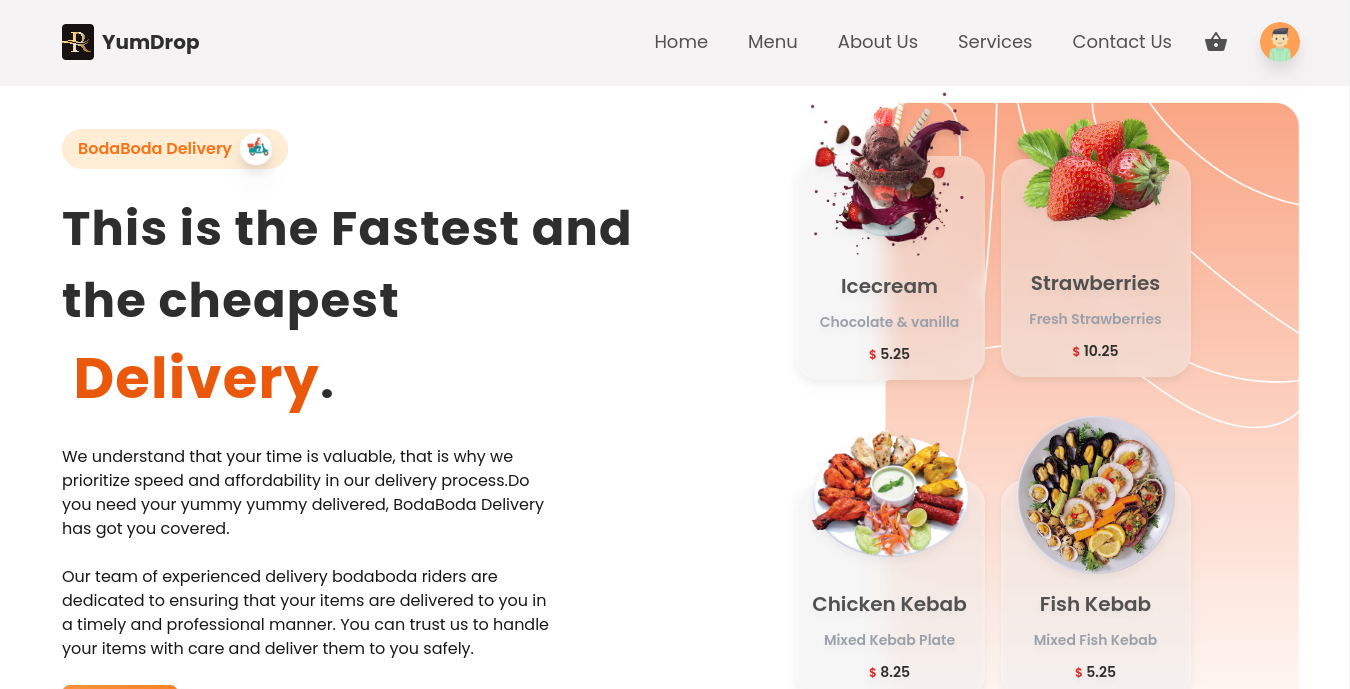 YumDrop
Home
Menu
About Us
Services
Contact Us
BodaBoda Delivery
This is the Fastest and
the cheapest
Delivery.
We understand that your time is valuable, that is why we
prioritize speed and affordability in our delivery process.Do
you need your yummy yummy delivered, BodaBoda Delivery
has got you covered.
Our team of experienced delivery bodaboda riders are
dedicated to ensuring that your items are delivered to you in
a timely and professional manner. You can trust us to handle
your items with care and deliver them to you safely.
Icecream
Chocolate & vanilla
$ 5.25
Strawberries
Fresh Strawberries
$ 10.25
Chicken Kebab
Mixed Kebab Plate
$ 8.25
Fish Kebab
Mixed Fish Kebab
$ 5.25